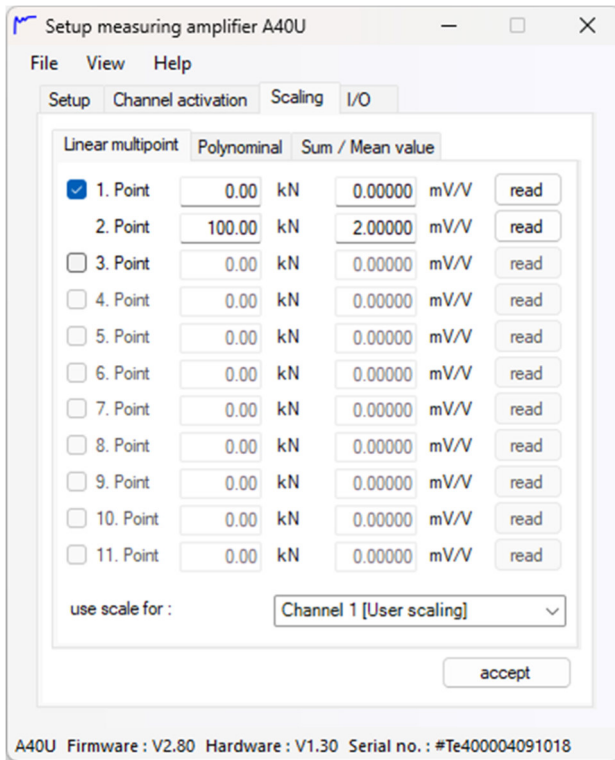 Setup measuring amplifier A40U
File View Help
Setup Channel activation Scaling I/O
Linear multipoint Polynominal Sum / Mean value
1. Point 0.00 kN 0.00000 mV/V read
2. Point 100.00 kN 2.00000 mV/V read
3. Point 0.00 kN 0.00000 mV/V read
4. Point 0.00 kN 0.00000 mV/V read
5. Point 0.00 kN 0.00000 mV/V read
6. Point 0.00 kN 0.00000 mV/V read
7. Point 0.00 kN 0.00000 mV/V read
8. Point 0.00 kN 0.00000 mV/V read
9. Point 0.00 kN 0.00000 mV/V read
10. Point 0.00 kN 0.00000 mV/V read
11. Point 0.00 kN 0.00000 mV/V read
use scale for : Channel 1 [User scaling]
accept
A40U Firmware : V2.80 Hardware : V1.30 Serial no. : #Te400004091018